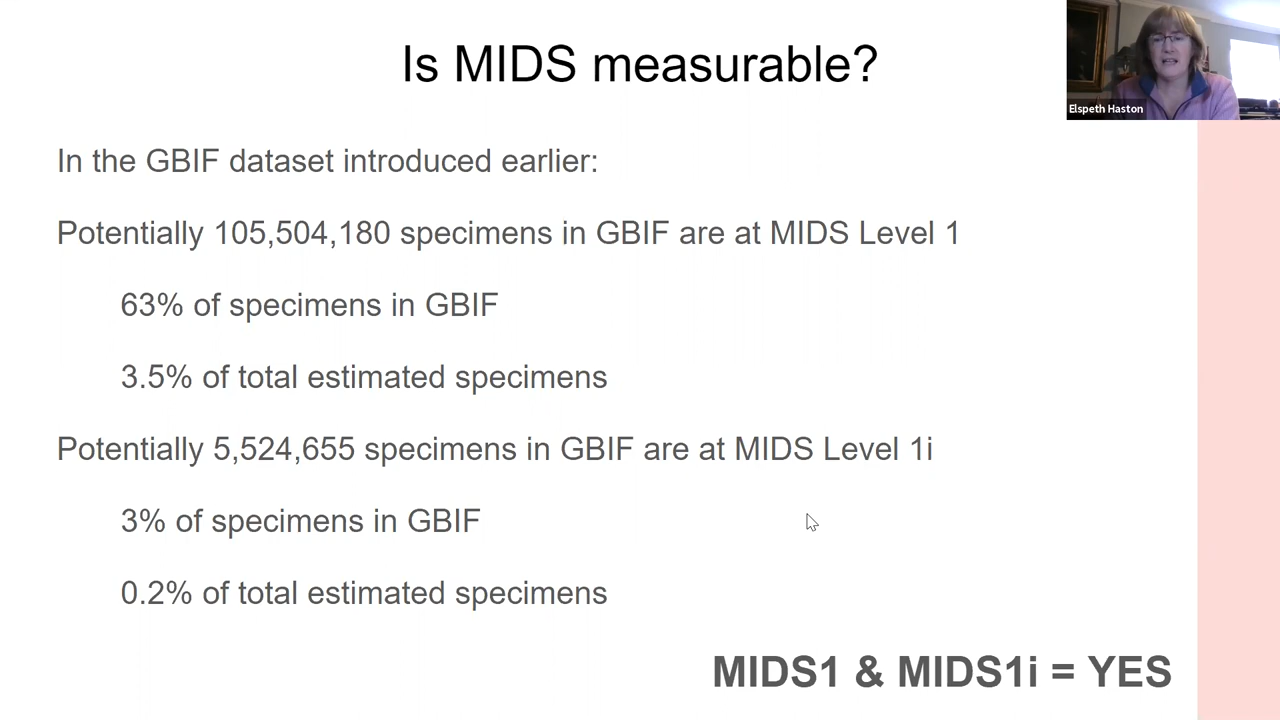 Is MIDS measurable?
Elspeth Haston
In the GBIF dataset introduced earlier:
Potentially 105,504,180 specimens in GBIF are at MIDS Level 1
63% of specimens in GBIF
3.5% of total estimated specimens
Potentially 5,524,655 specimens in GBIF are at MIDS Level 1i
3% of specimens in GBIF
0.2% of total estimated specimens
MIDS1 & MIDS1i = YES